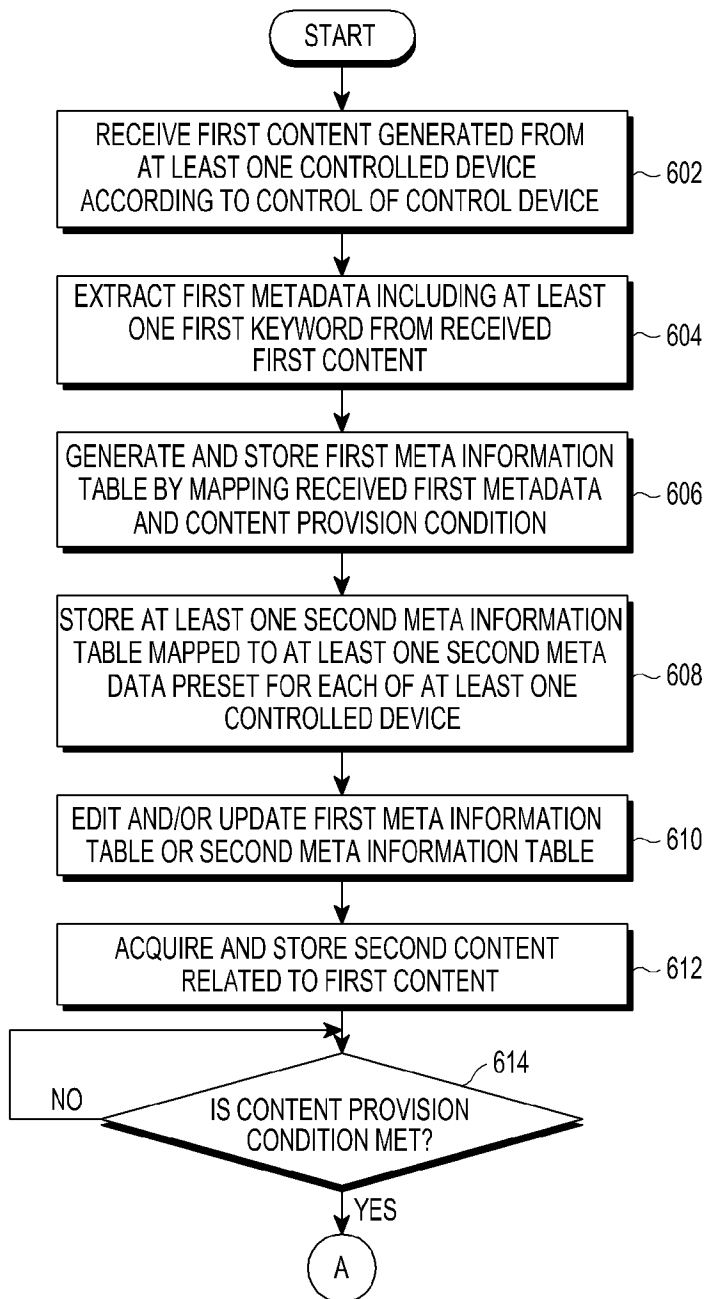 START
RECEIVE FIRST CONTENT GENERATED FROM
AT LEAST ONE CONTROLLED DEVICE
ACCORDING TO CONTROL OF CONTROL DEVICE
602
EXTRACT FIRST METADATA INCLUDING AT LEAST
ONE FIRST KEYWORD FROM RECEIVED
FIRST CONTENT
604
GENERATE AND STORE FIRST META INFORMATION
TABLE BY MAPPING RECEIVED FIRST METADATA
AND CONTENT PROVISION CONDITION
606
STORE AT LEAST ONE SECOND META INFORMATION
TABLE MAPPED TO AT LEAST ONE SECOND META
DATA PRESET FOR EACH OF AT LEAST ONE
CONTROLLED DEVICE
608
EDIT AND/OR UPDATE FIRST META INFORMATION
TABLE OR SECOND META INFORMATION TABLE
610
ACQUIRE AND STORE SECOND CONTENT
RELATED TO FIRST CONTENT
612
614
NO
IS CONTENT PROVISION
CONDITION MET?
YES
A